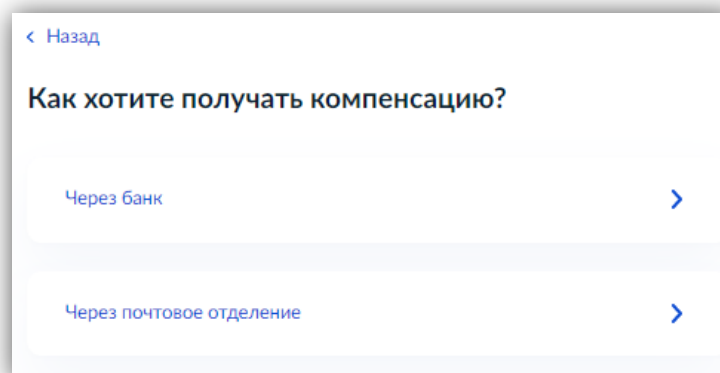 Назад
Как хотите получать компенсацию?
Через банк
Через почтовое отделение